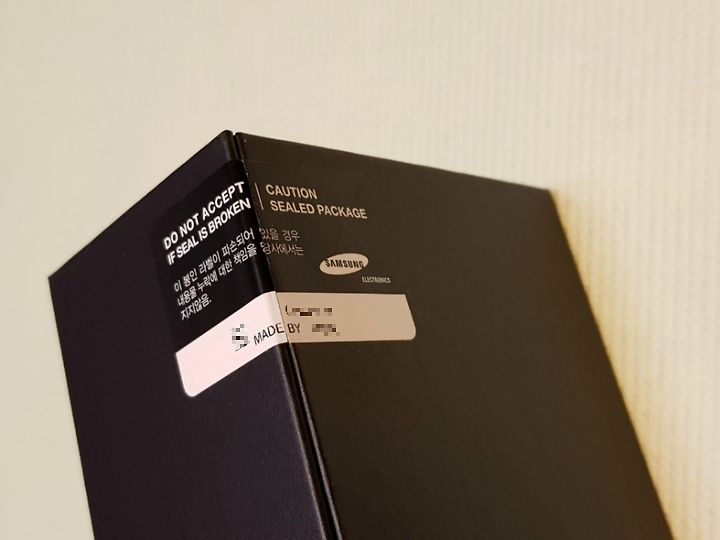 DO NOT ACCEPT
IF SEAL IS BROKEN
CAUTION
SEALED PACKAGE
이 봉인 라벨이 파손되어 있을 경우
내용물 누락에 대한 책임을 당사에서는
지지않음.
SAMSUNG
ELECTRONICS
MADE BY